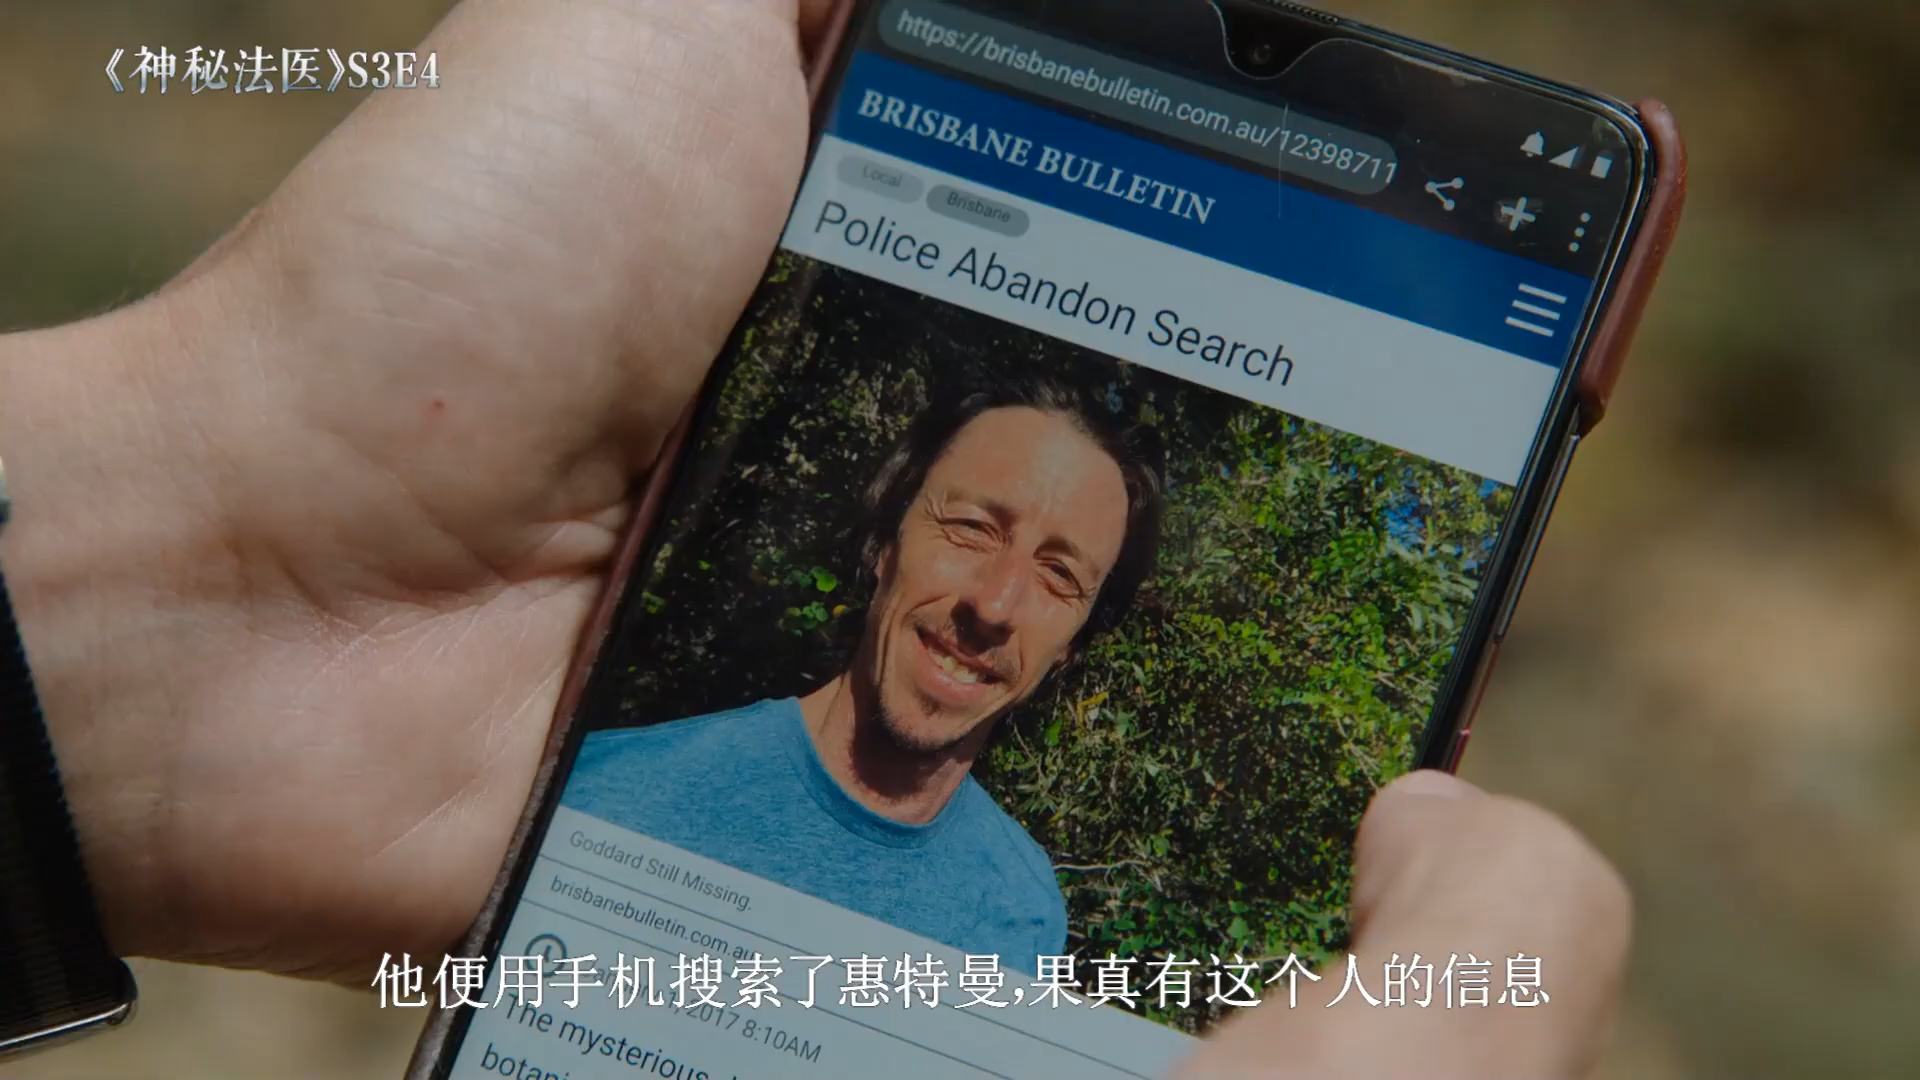 《神秘法医》S3E4
https://brisbanebulletin.com.au/12398711
BRISBANE BULLETIN
Local
Brisbane
Police Abandon Search
Goddard Still Missing.
brisbanebulletin.com.au
2017 8:10AM
The mysterious
他便用手机搜索了惠特曼,果真有这个人的信息